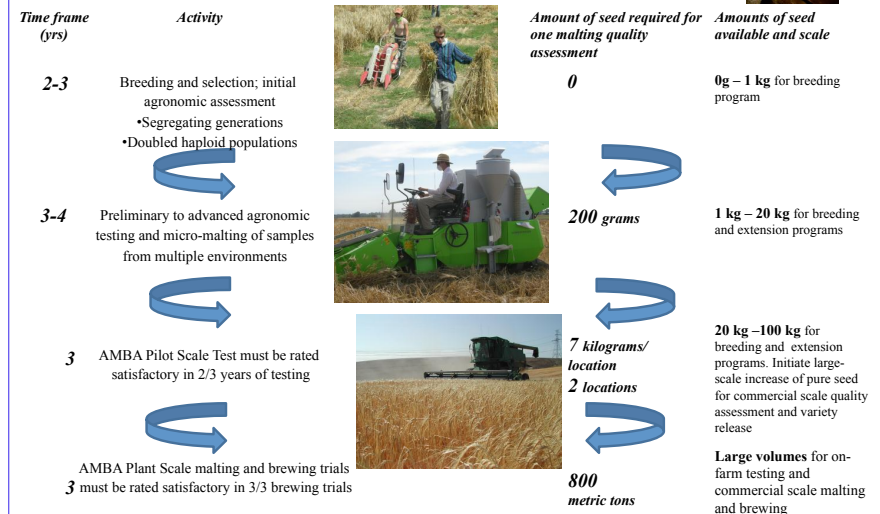 Time frame
(yrs)
Activity
Amount of seed required for
one malting quality
assessment
Amounts of seed
available and scale
2-3
Breeding and selection; initial
agronomic assessment
•Segregating generations
•Doubled haploid populations
0
0g – 1 kg for breeding
program
3-4
Preliminary to advanced agronomic
testing and micro-malting of samples
from multiple environments
200 grams
1 kg – 20 kg for breeding
and extension programs
3
AMBA Pilot Scale Test must be rated
satisfactory in 2/3 years of testing
7 kilograms/
location
2 locations
20 kg –100 kg for
breeding and extension
programs. Initiate large-
scale increase of pure seed
for commercial scale quality
assessment and variety
release
3
AMBA Plant Scale malting and brewing trials
must be rated satisfactory in 3/3 brewing trials
800
metric tons
Large volumes for on-
farm testing and
commercial scale malting
and brewing